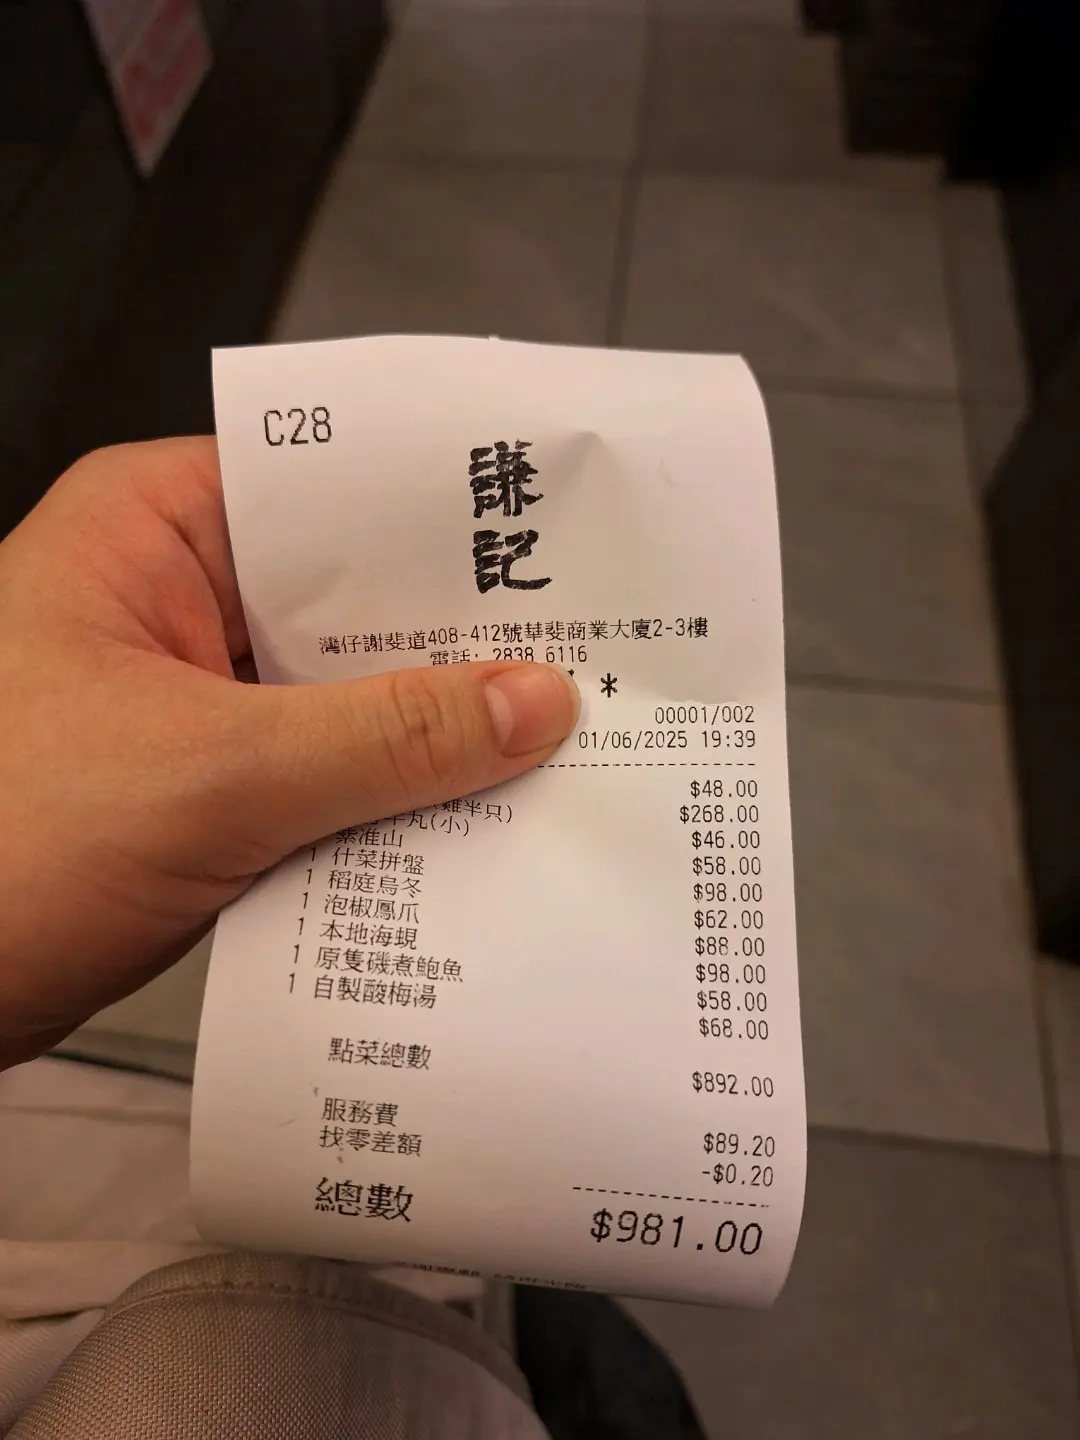 C28
謙
記
灣仔謝斐道408-412號華斐商業大廈2-3樓
電話: 2838 6116
*
00001/002
01/06/2025 19:39
$48.00
(雞半只) $268.00
丸(小) $46.00
紫淮山 $58.00
1 什菜拼盤 $98.00
1 稻庭烏冬 $62.00
1 泡椒鳳爪 $88.00
1 本地海蜆 $98.00
1 原隻磯煮鮑魚 $58.00
1 自製酸梅湯 $68.00
點菜總數 $892.00
服務費 $89.20
找零差額 -$0.20
總數 $981.00